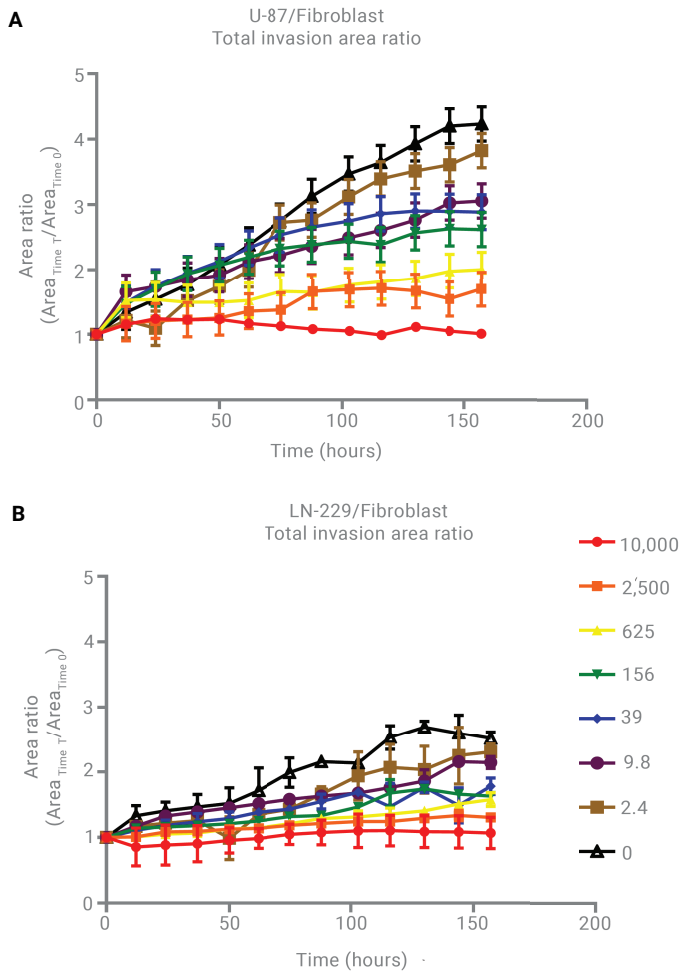 A
U-87/Fibroblast
Total invasion area ratio
Area ratio
(Area Time T/Area Time 0)
5
4
3
2
1
0
0 50 100 150 200
Time (hours)
B
LN-229/Fibroblast
Total invasion area ratio
Area ratio
(Area Time T/Area Time 0)
5
4
3
2
1
0
0 50 100 150 200
Time (hours)
10,000
2,500
625
156
39
9.8
2.4
0